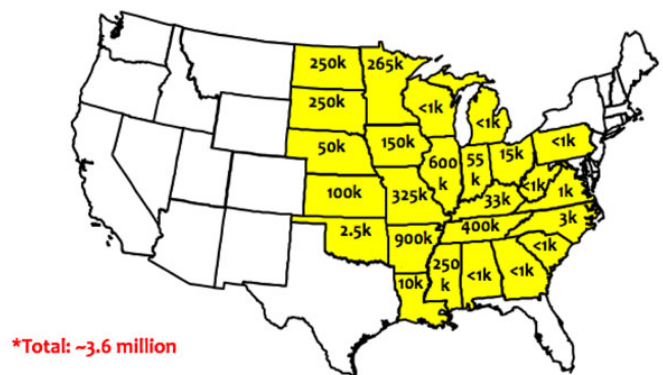 250k 265k
250k <1k <1k
50k 150k 600 k 55 k 15k <1k
100k 325k 33k <1k 1k
2.5k 900k 400k 3k
10k 250 k <1k <1k <1k
*Total: ~3.6 million